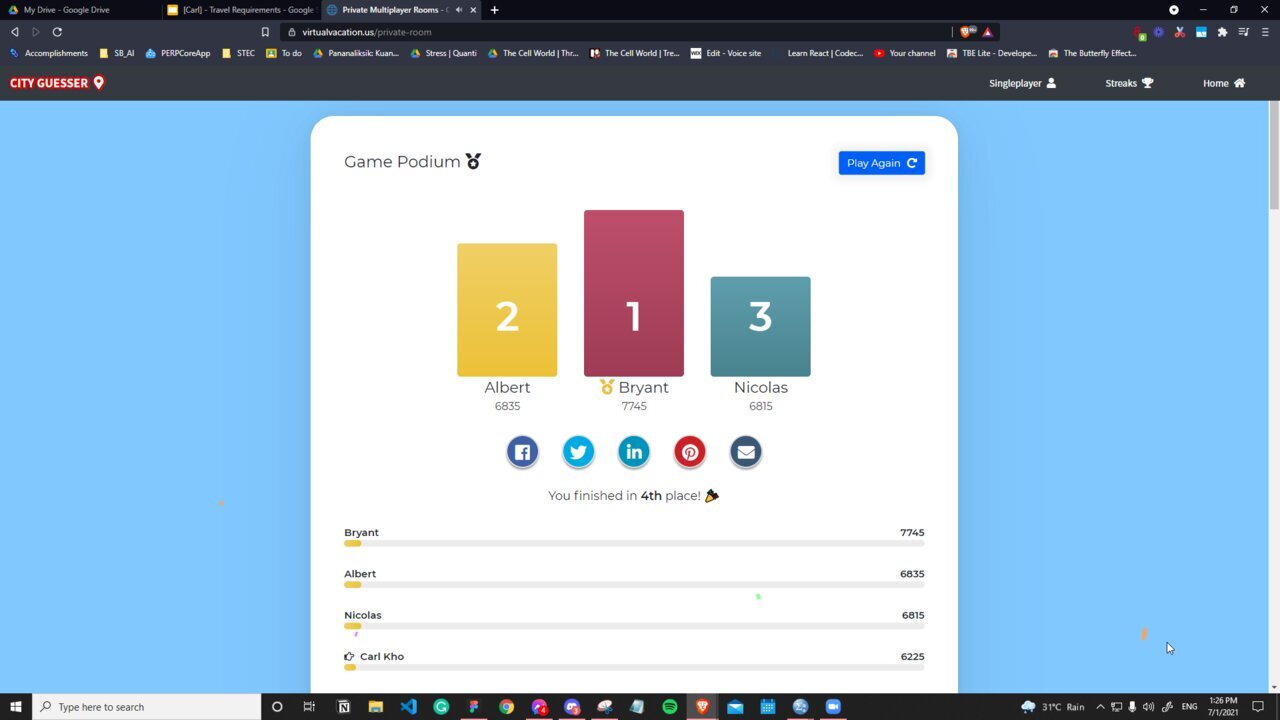 My Drive - Google Drive
[Carl] - Travel Requirements - Google
Private Multiplayer Rooms - C
virtualvacation.us/private-room
Accomplishments
SB_AI
PERPCoreApp
STEC
To do
Pananaliksik: Kuan...
Stress | Quanti
The Cell World | Thr...
The Cell World | Tre...
WIX
Edit - Voice site
Learn React | Codec...
Your channel
TBE Lite - Develope...
The Butterfly Effect...
CITY GUESSER
Singleplayer
Streaks
Home
Game Podium
Play Again
2
1
3
Albert
Bryant
Nicolas
6835
7745
6815
You finished in 4th place!
Bryant 7745
Albert 6835
Nicolas 6815
Carl Kho 6225
Type here to search
31°C Rain
ENG
1:26 PM
7/1/2021